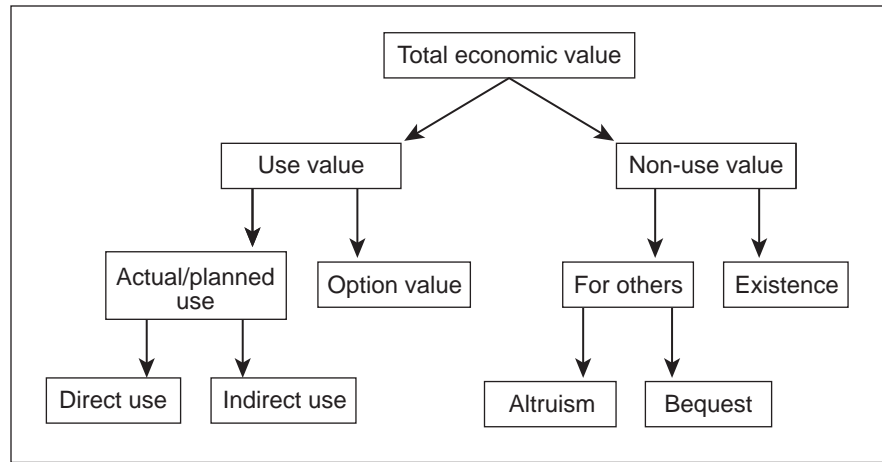 Total economic value
Use value
Non-use value
Actual/planned
use
Option value
For others
Existence
Direct use
Indirect use
Altruism
Bequest